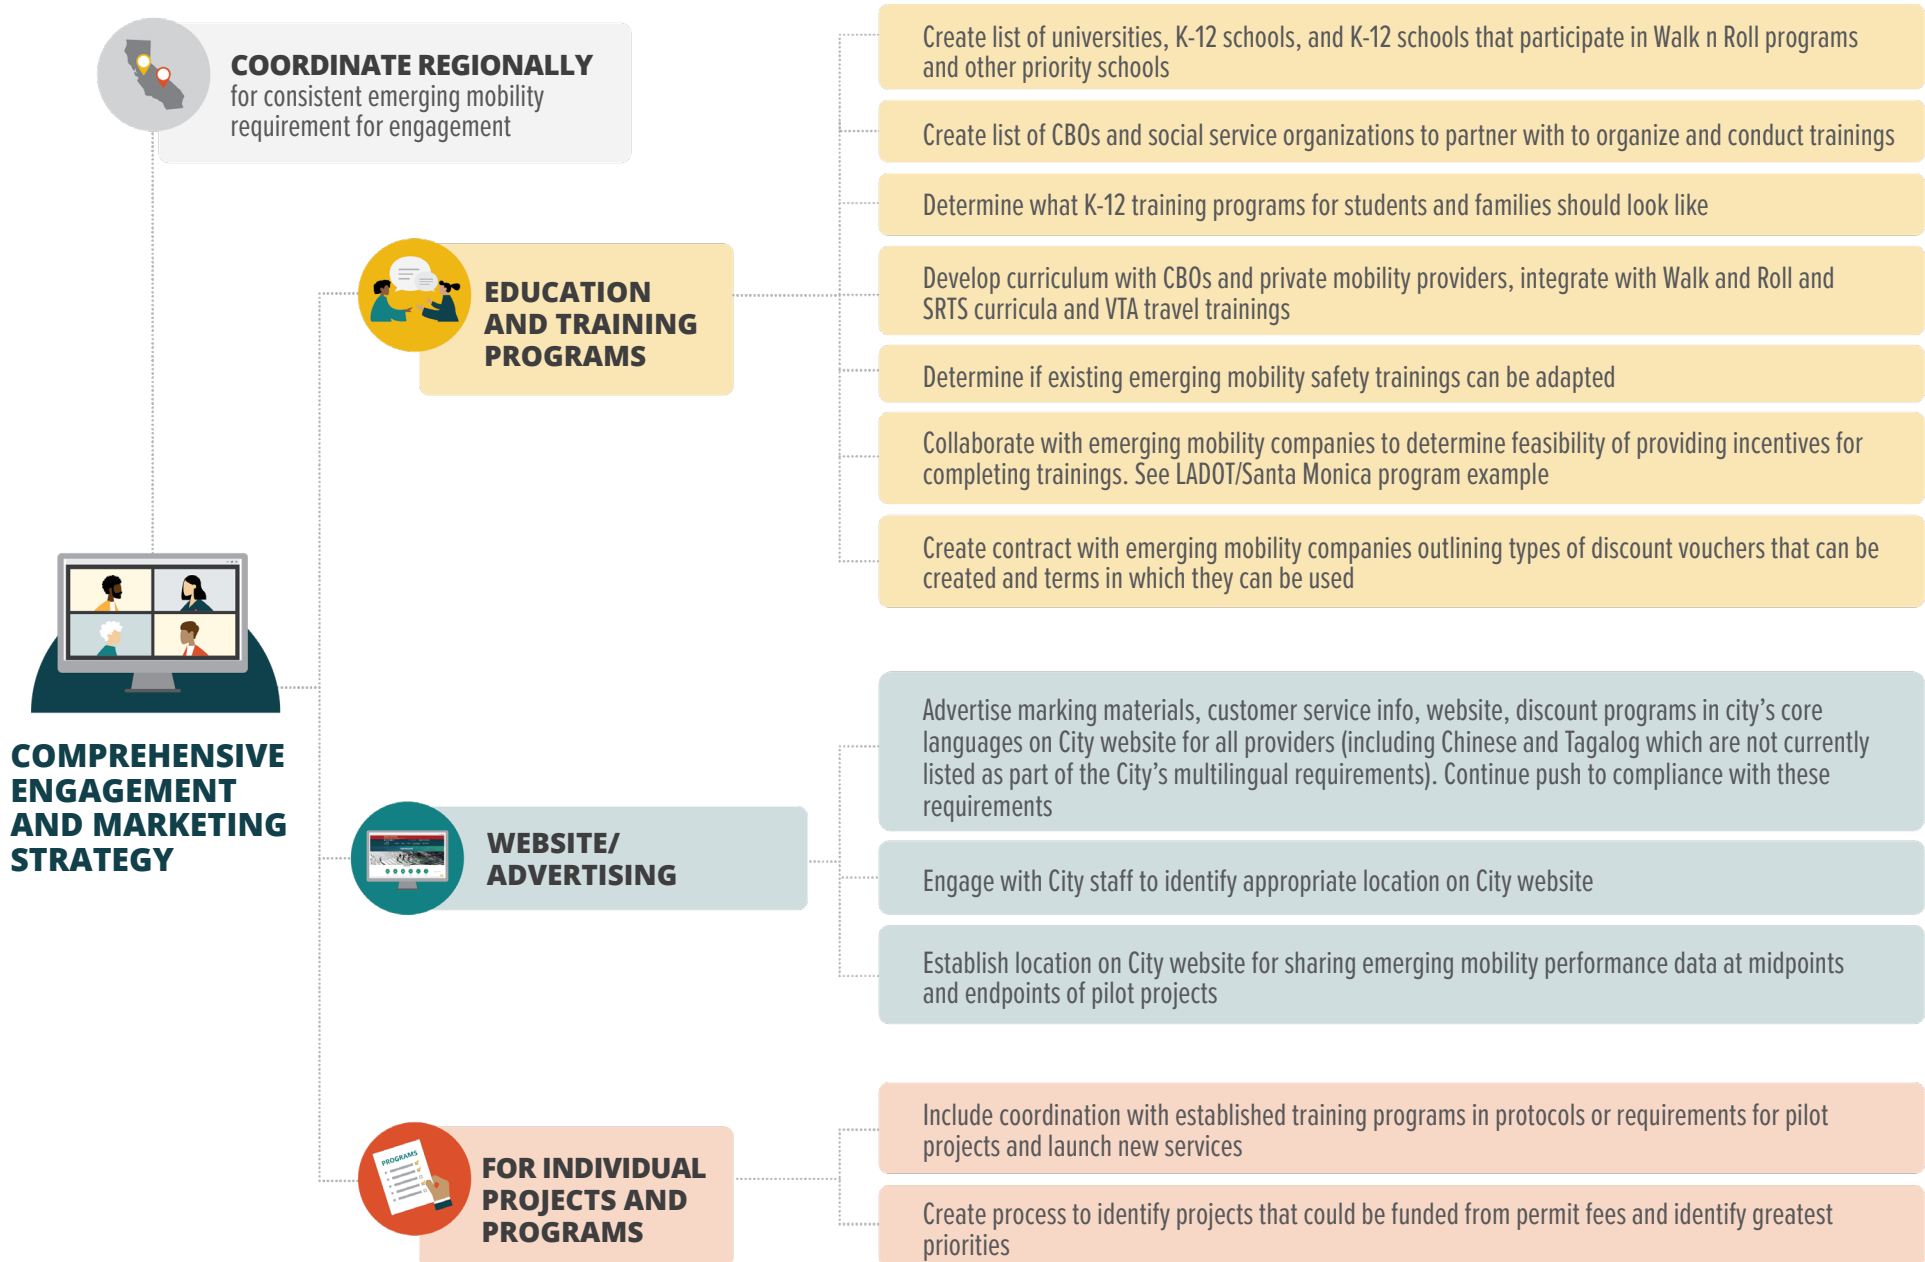 COORDINATE REGIONALLY
for consistent emerging mobility
requirement for engagement
COMPREHENSIVE
ENGAGEMENT
AND MARKETING
STRATEGY
EDUCATION
AND TRAINING
PROGRAMS
Create list of universities, K-12 schools, and K-12 schools that participate in Walk n Roll programs
and other priority schools
Create list of CBOs and social service organizations to partner with to organize and conduct trainings
Determine what K-12 training programs for students and families should look like
Develop curriculum with CBOs and private mobility providers, integrate with Walk and Roll and
SRTS curricula and VTA travel trainings
Determine if existing emerging mobility safety trainings can be adapted
Collaborate with emerging mobility companies to determine feasibility of providing incentives for
completing trainings. See LADOT/Santa Monica program example
Create contract with emerging mobility companies outlining types of discount vouchers that can be
created and terms in which they can be used
WEBSITE/
ADVERTISING
Advertise marking materials, customer service info, website, discount programs in city’s core
languages on City website for all providers (including Chinese and Tagalog which are not currently
listed as part of the City’s multilingual requirements). Continue push to compliance with these
requirements
Engage with City staff to identify appropriate location on City website
Establish location on City website for sharing emerging mobility performance data at midpoints
and endpoints of pilot projects
PROGRAMS
FOR INDIVIDUAL
PROJECTS AND
PROGRAMS
Include coordination with established training programs in protocols or requirements for pilot
projects and launch new services
Create process to identify projects that could be funded from permit fees and identify greatest
priorities